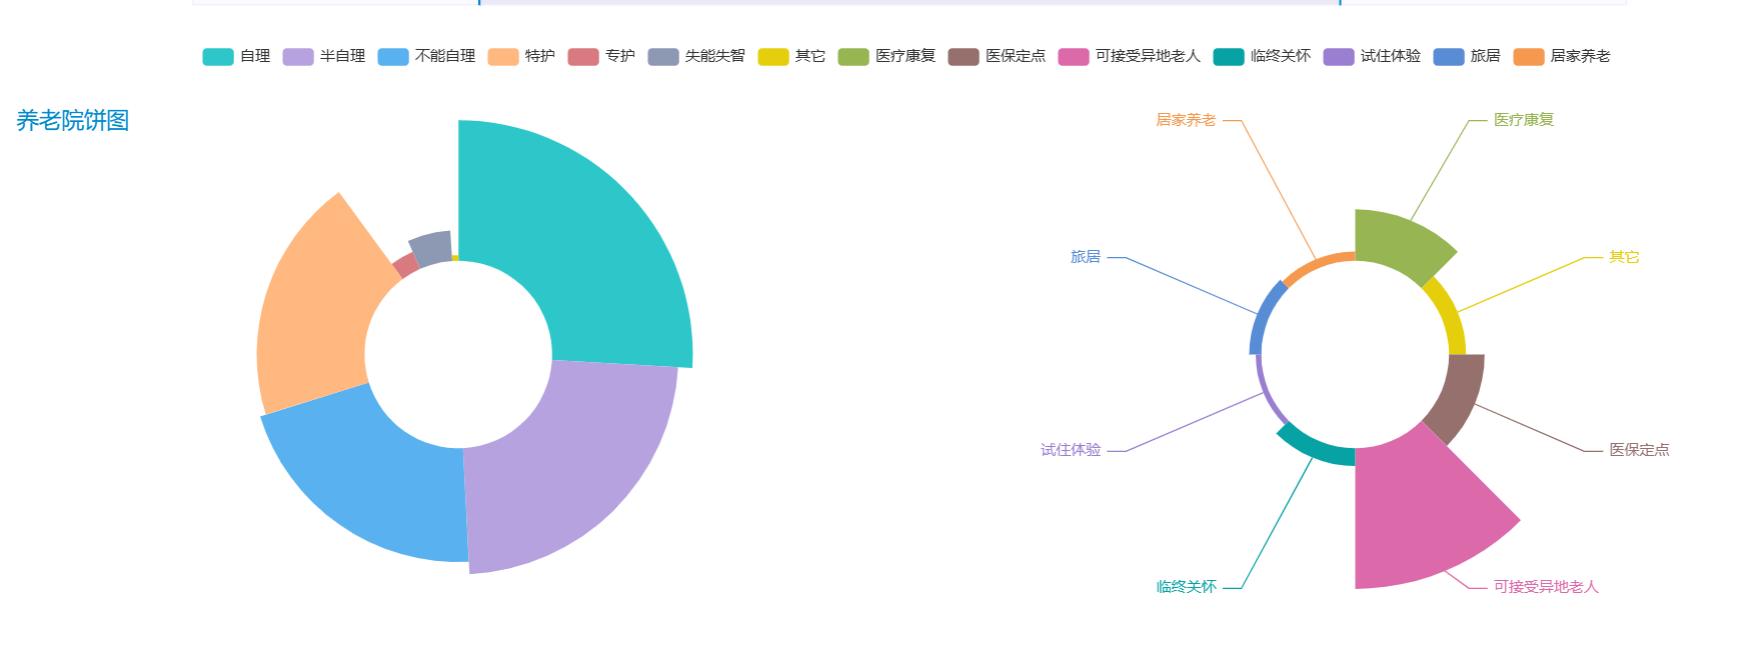 自理 半自理 不能自理 特护 专护 失能失智 其它 医疗康复 医保定点 可接受异地老人 临终关怀 试住体验 旅居 居家养老
养老院饼图
居家养老 医疗康复
旅居 其它
试住体验 医保定点
临终关怀 可接受异地老人